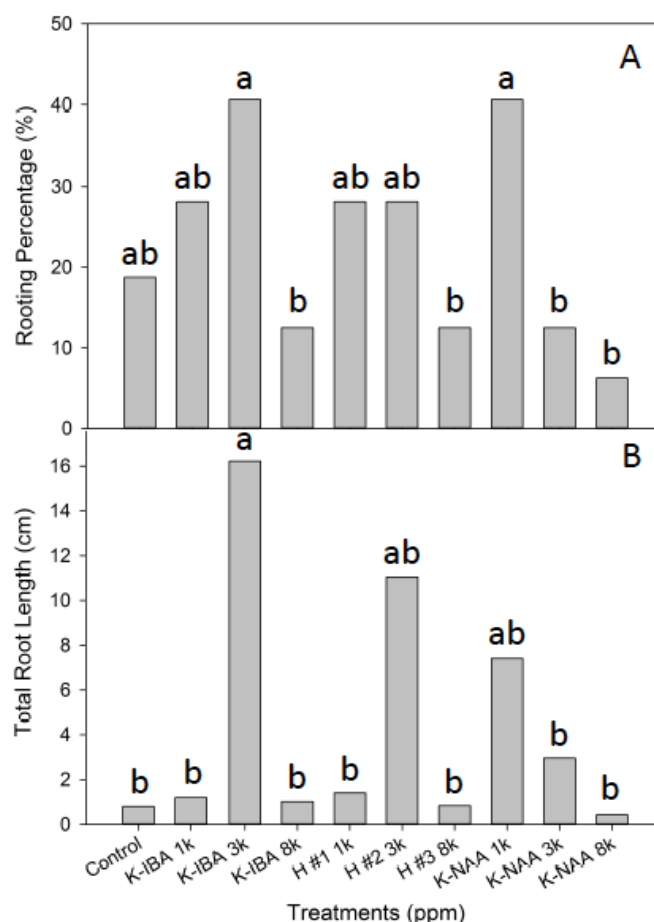 50
A
a
a
40
ab
ab
ab
30
ab
20
b
b
b
10
b
0
Rooting Percentage (%)
a
B
16
14
ab
12
10
ab
8
6
b
4
b
b
b
b
b
b
2
0
Total Root Length (cm)
Control
K-IBA 1k
K-IBA 3k
K-IBA 8k
H #1 1k
H #2 3k
H #3 8k
K-NAA 1k
K-NAA 3k
K-NAA 8k
Treatments (ppm)